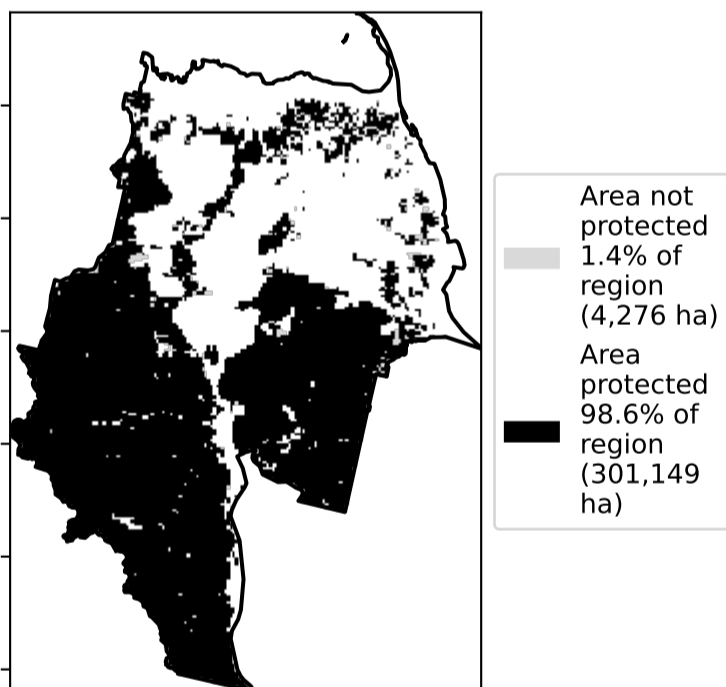 Area not
protected
1.4% of
region
(4,276 ha)
Area
protected
98.6% of
region
(301,149
ha)